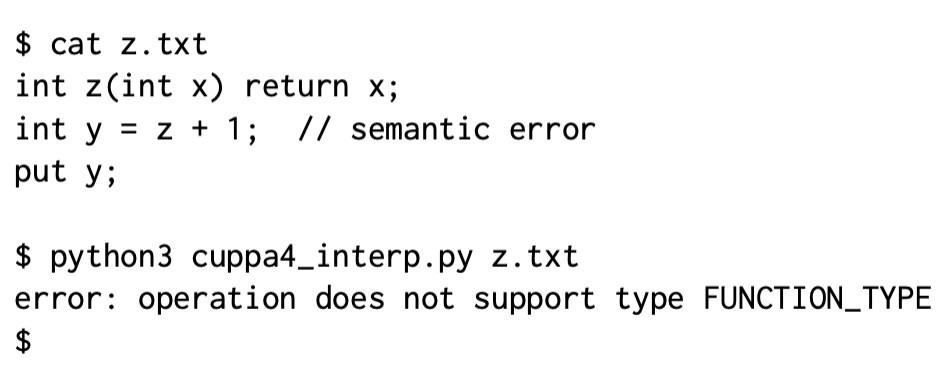 $ cat z.txt
int z(int x) return x;
int y = z + 1;  // semantic error
put y;
$ python3 cuppa4_interp.py z.txt
error: operation does not support type FUNCTION_TYPE
$